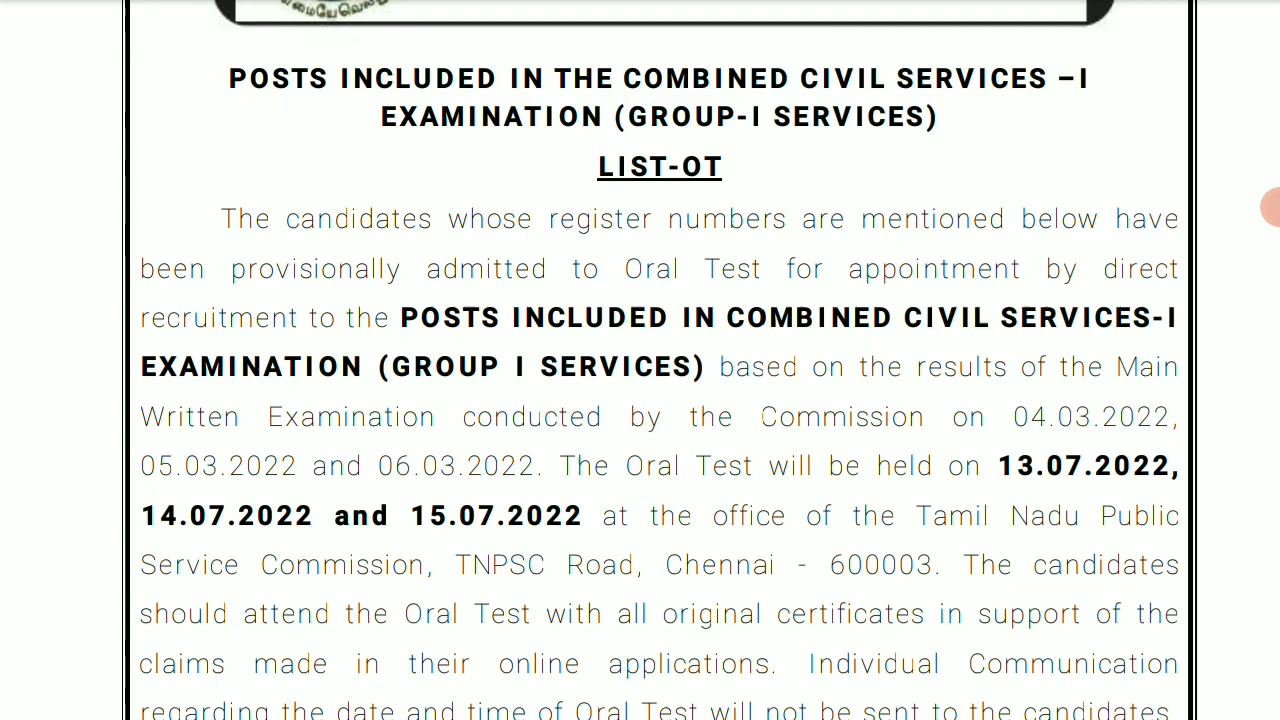 POSTS INCLUDED IN THE COMBINED CIVIL SERVICES –I
EXAMINATION (GROUP-I SERVICES)
LIST-OT
The candidates whose register numbers are mentioned below have
been provisionally admitted to Oral Test for appointment by direct
recruitment to the POSTS INCLUDED IN COMBINED CIVIL SERVICES-I
EXAMINATION (GROUP I SERVICES) based on the results of the Main
Written Examination conducted by the Commission on 04.03.2022,
05.03.2022 and 06.03.2022. The Oral Test will be held on 13.07.2022,
14.07.2022 and 15.07.2022 at the office of the Tamil Nadu Public
Service Commission, TNPSC Road, Chennai - 600003. The candidates
should attend the Oral Test with all original certificates in support of the
claims made in their online applications. Individual Communication
regarding the date and time of Oral Test will not be sent to the candidates